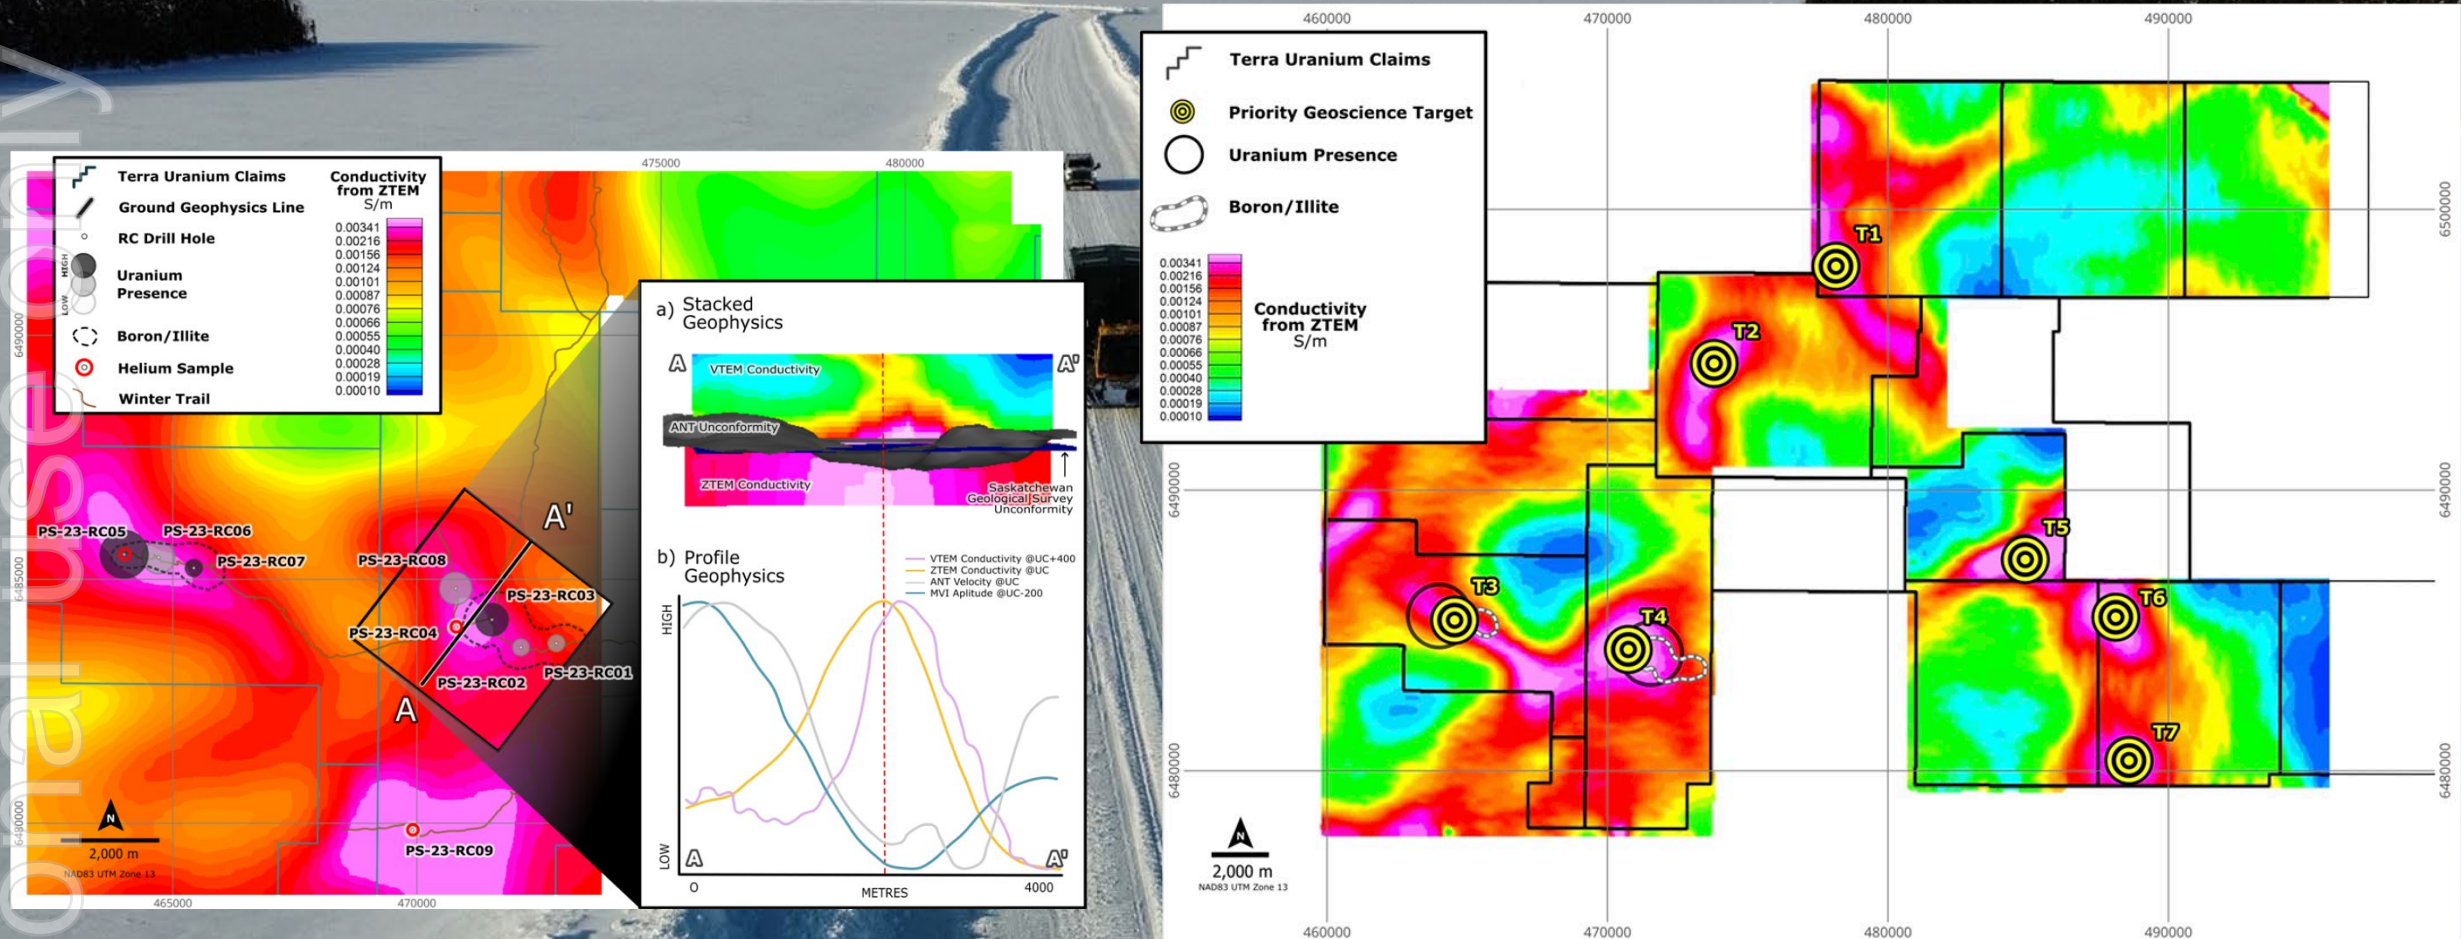 onal use only
Terra Uranium Claims
Ground Geophysics Line
RC Drill Hole
HIGH
LOW
Uranium
Presence
Boron/Illite
Helium Sample
Winter Trail
Conductivity
from ZTEM
S/m
0.00341
0.00216
0.00156
0.00124
0.00101
0.00087
0.00076
0.00066
0.00055
0.00040
0.00028
0.00019
0.00010
475000
480000
6490000
6485000
6480000
PS-23-RC05
PS-23-RC06
PS-23-RC07
PS-23-RC08
PS-23-RC03
PS-23-RC04
PS-23-RC02
PS-23-RC01
PS-23-RC09
A'
A
N
2,000 m
NAD83 UTM Zone 13
465000
470000
a) Stacked
Geophysics
A
A'
VTEM Conductivity
ANT Unconformity
ZTEM Conductivity
Saskatchewan
Geological Survey
Unconformity
b) Profile
Geophysics
VTEM Conductivity @UC+400
ZTEM Conductivity @UC
ANT Velocity @UC
MVI Aplitude @UC-200
HIGH
LOW
A
A'
0
METRES
4000
Terra Uranium Claims
Priority Geoscience Target
Uranium Presence
Boron/Illite
0.00341
0.00216
0.00156
0.00124
0.00101
0.00087
0.00076
0.00066
0.00055
0.00040
0.00028
0.00019
0.00010
Conductivity
from ZTEM
S/m
460000
470000
480000
490000
6500000
6490000
6490000
6480000
6480000
T1
T2
T3
T4
T5
T6
T7
N
2,000 m
NAD83 UTM Zone 13
460000
470000
480000
490000